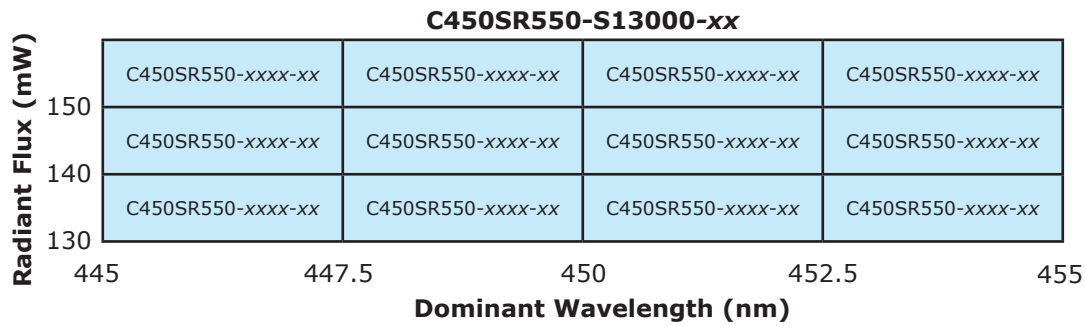 C450SR550-S13000-xx
Radiant Flux (mW)
C450SR550-xxxx-xx C450SR550-xxxx-xx C450SR550-xxxx-xx C450SR550-xxxx-xx
150
C450SR550-xxxx-xx C450SR550-xxxx-xx C450SR550-xxxx-xx C450SR550-xxxx-xx
140
C450SR550-xxxx-xx C450SR550-xxxx-xx C450SR550-xxxx-xx C450SR550-xxxx-xx
130
445 447.5 450 452.5 455
Dominant Wavelength (nm)